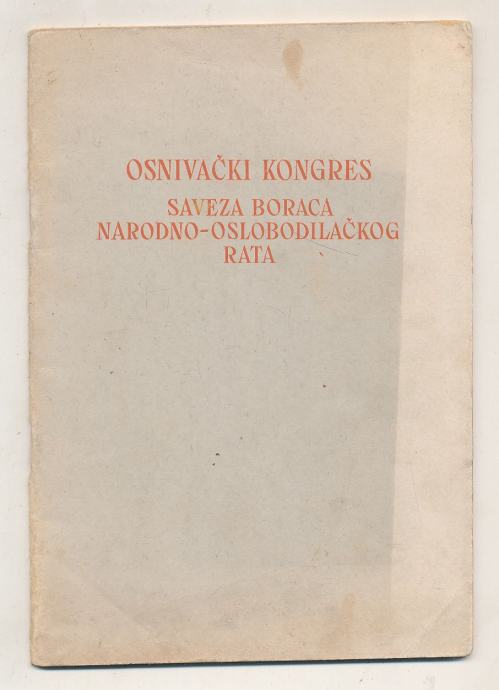 OSNIVAČKI KONGRES
SAVEZA BORACA
NARODNO-OSLOBODILAČKOG
RATA